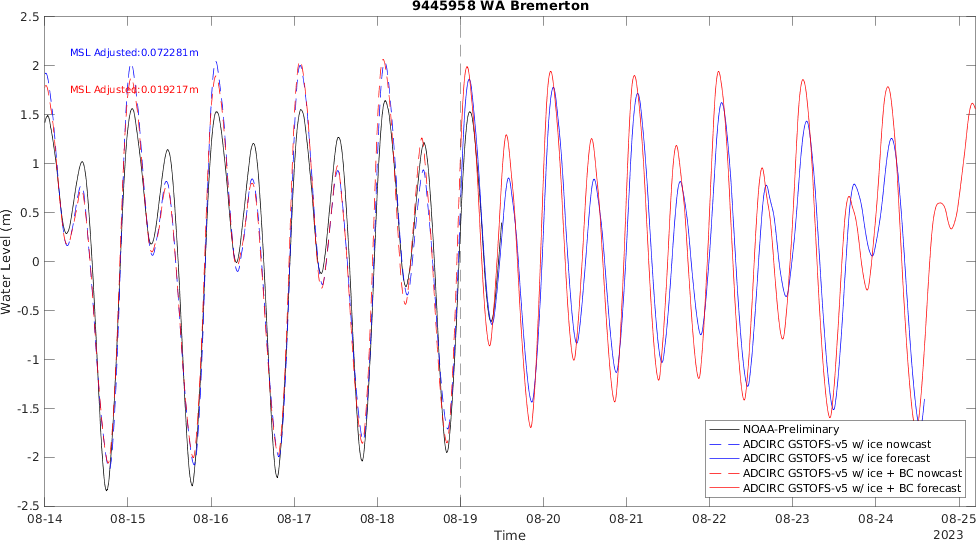 9445958 WA Bremerton
2.5
2
1.5
1
0.5
0
-0.5
-1
-1.5
-2
-2.5
Water Level (m)
MSL Adjusted:0.072281m
MSL Adjusted:0.019217m
NOAA-Preliminary
ADCIRC GSTOFS-v5 w/ ice nowcast
ADCIRC GSTOFS-v5 w/ ice forecast
ADCIRC GSTOFS-v5 w/ ice + BC nowcast
ADCIRC GSTOFS-v5 w/ ice + BC forecast
08-14 08-15 08-16 08-17 08-18 08-19 08-20 08-21 08-22 08-23 08-24 08-25
Time
2023